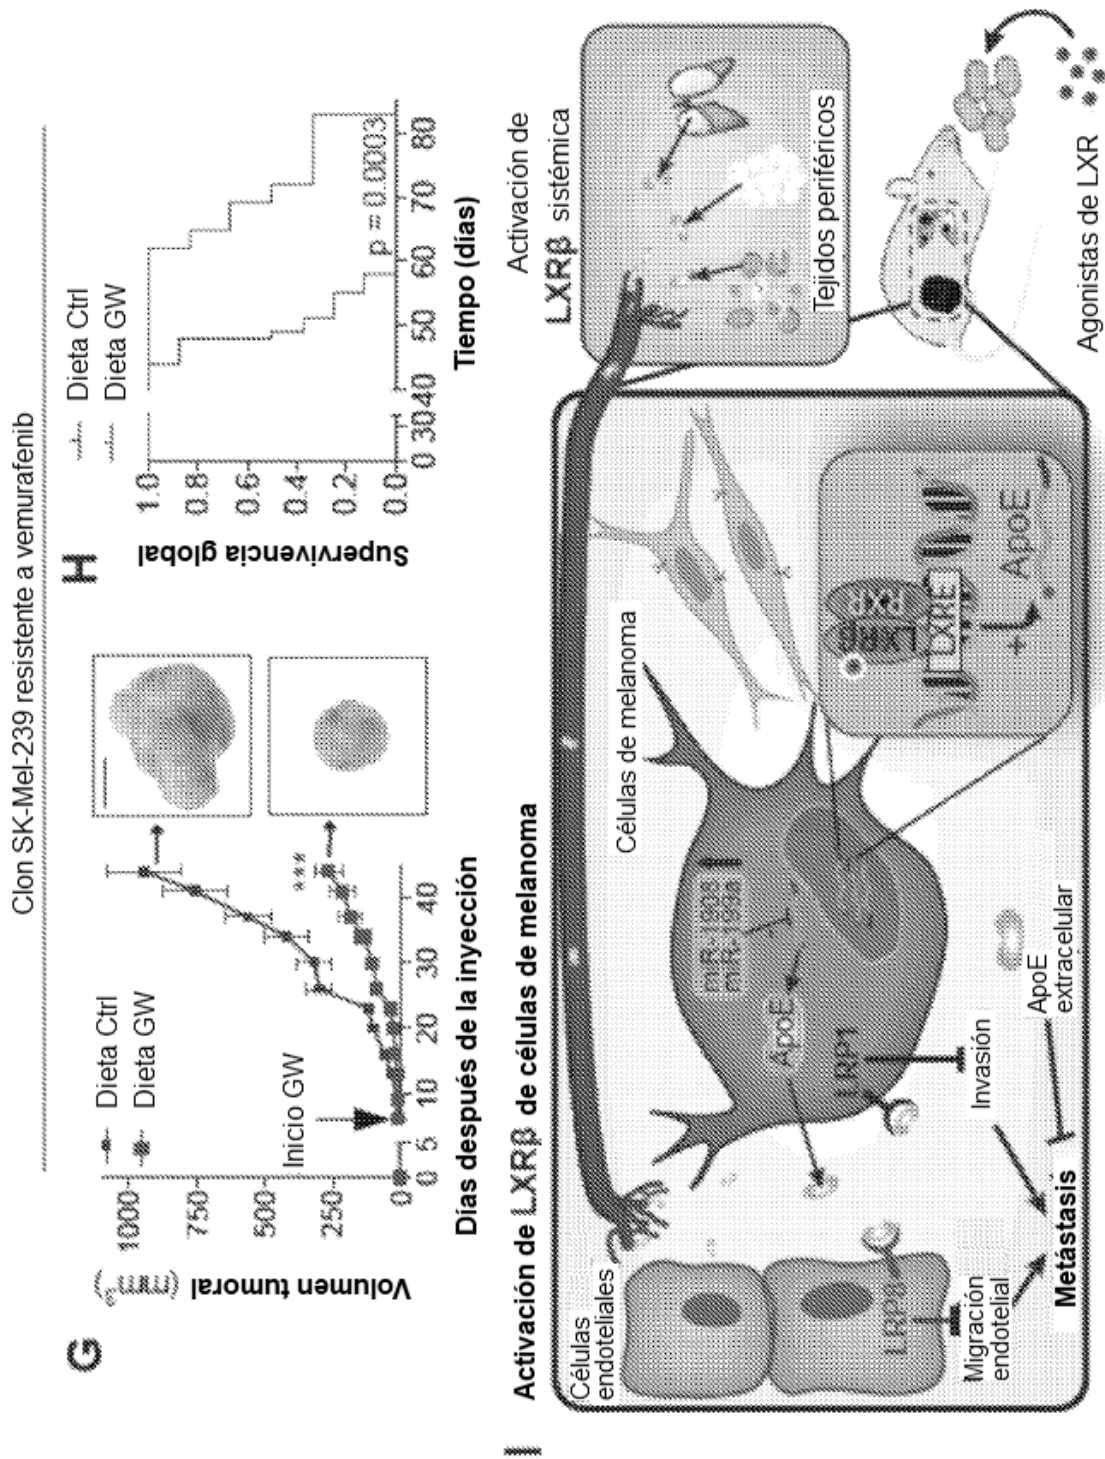 Clon SK-Mel-239 resistente a vemurafenib
G
Volumen tumoral
(mm³)
1000
750
500
250
0
Dieta Ctrl
Dieta GW
Inicio GW
***
0 5 10 20 30 40
Días después de la inyección
H
Supervivencia global
1.0
0.8
0.6
0.4
0.2
0.0
Dieta Ctrl
Dieta GW
p = 0.0003
0 30 40 50 60 70 80
Tiempo (días)
I
Activación de LXRβ de células de melanoma
Células
endoteliales
LRP8
Migración
endotelial
Metástasis
Invasión
LRP1
ApoE
miR-1908
miR-199a
ApoE
extracelular
Células de melanoma
LXRβ
RXR
LXRE
+
ApoE
Activación de
LXRβ sistémica
Tejidos periféricos
Agonistas de LXR